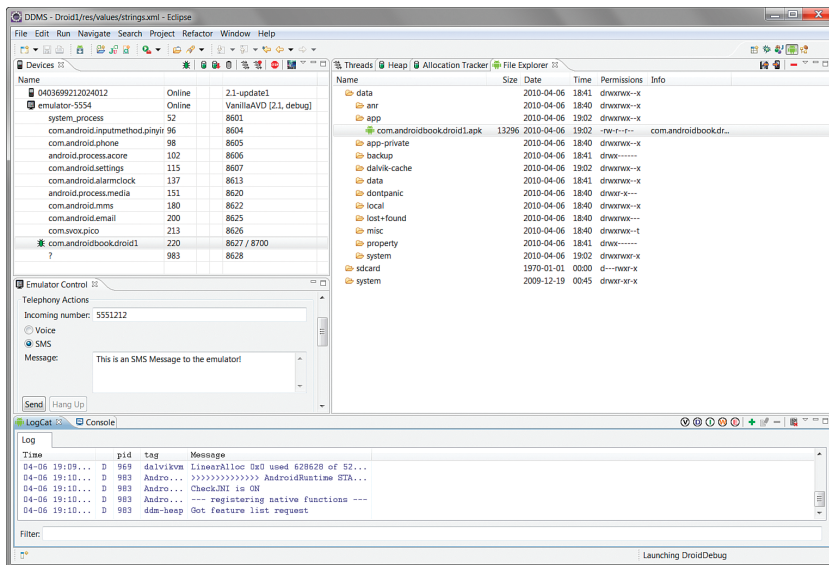 DDMS - Droid1/res/values/strings.xml - Eclipse
File Edit Run Navigate Search Project Refactor Window Help
Devices
Name
0403699212024012 Online 2.1-update1
emulator-5554 Online VanillaAVD [2.1, debug]
system_process 52 8601
com.android.inputmethod.pinyir 96 8604
com.android.phone 98 8605
android.process.acore 102 8606
com.android.settings 115 8607
com.android.alarmclock 137 8613
android.process.media 151 8620
com.android.mms 180 8622
com.android.email 200 8625
com.svox.pico 213 8626
com.androidbook.droid1 220 8627 / 8700
? 983 8628
Threads Heap Allocation Tracker File Explorer
Name Size Date Time Permissions Info
data 2010-04-06 18:41 drwxrwx--x
anr 2010-04-06 18:40 drwxrwx--x
app 2010-04-06 19:02 drwxrwx--x
com.androidbook.droid1.apk 13296 2010-04-06 19:02 -rw-r--r-- com.androidbook.dr...
app-private 2010-04-06 18:40 drwxrwx--x
backup 2010-04-06 18:41 drwx------
dalvik-cache 2010-04-06 19:02 drwxrwx--x
data 2010-04-06 18:41 drwxrwx--x
dontpanic 2010-04-06 18:40 drwxr-x---
local 2010-04-06 18:40 drwxrwx--x
lost+found 2010-04-06 18:40 drwxrwx---
misc 2010-04-06 18:40 drwxrwx--t
property 2010-04-06 18:41 drwx------
system 2010-04-06 19:02 drwxrwxr-x
sdcard 1970-01-01 00:00 d---rwxr-x
system 2009-12-19 00:45 drwxr-xr-x
Emulator Control
Telephony Actions
Incoming number: 5551212
Voice
SMS
Message: This is an SMS Message to the emulator!
Send Hang Up
LogCat Console
V D I W E
Log
Time pid tag Message
04-06 19:09... D 969 dalvikvm LinearAlloc 0x0 used 628628 of 52...
04-06 19:10... D 983 Andro... >>>>>>>>>>>>>> AndroidRuntime STA...
04-06 19:10... D 983 Andro... CheckJNI is ON
04-06 19:10... D 983 Andro... --- registering native functions ---
04-06 19:10... D 983 ddm-heap Got feature list request
Filter:
Launching DroidDebug